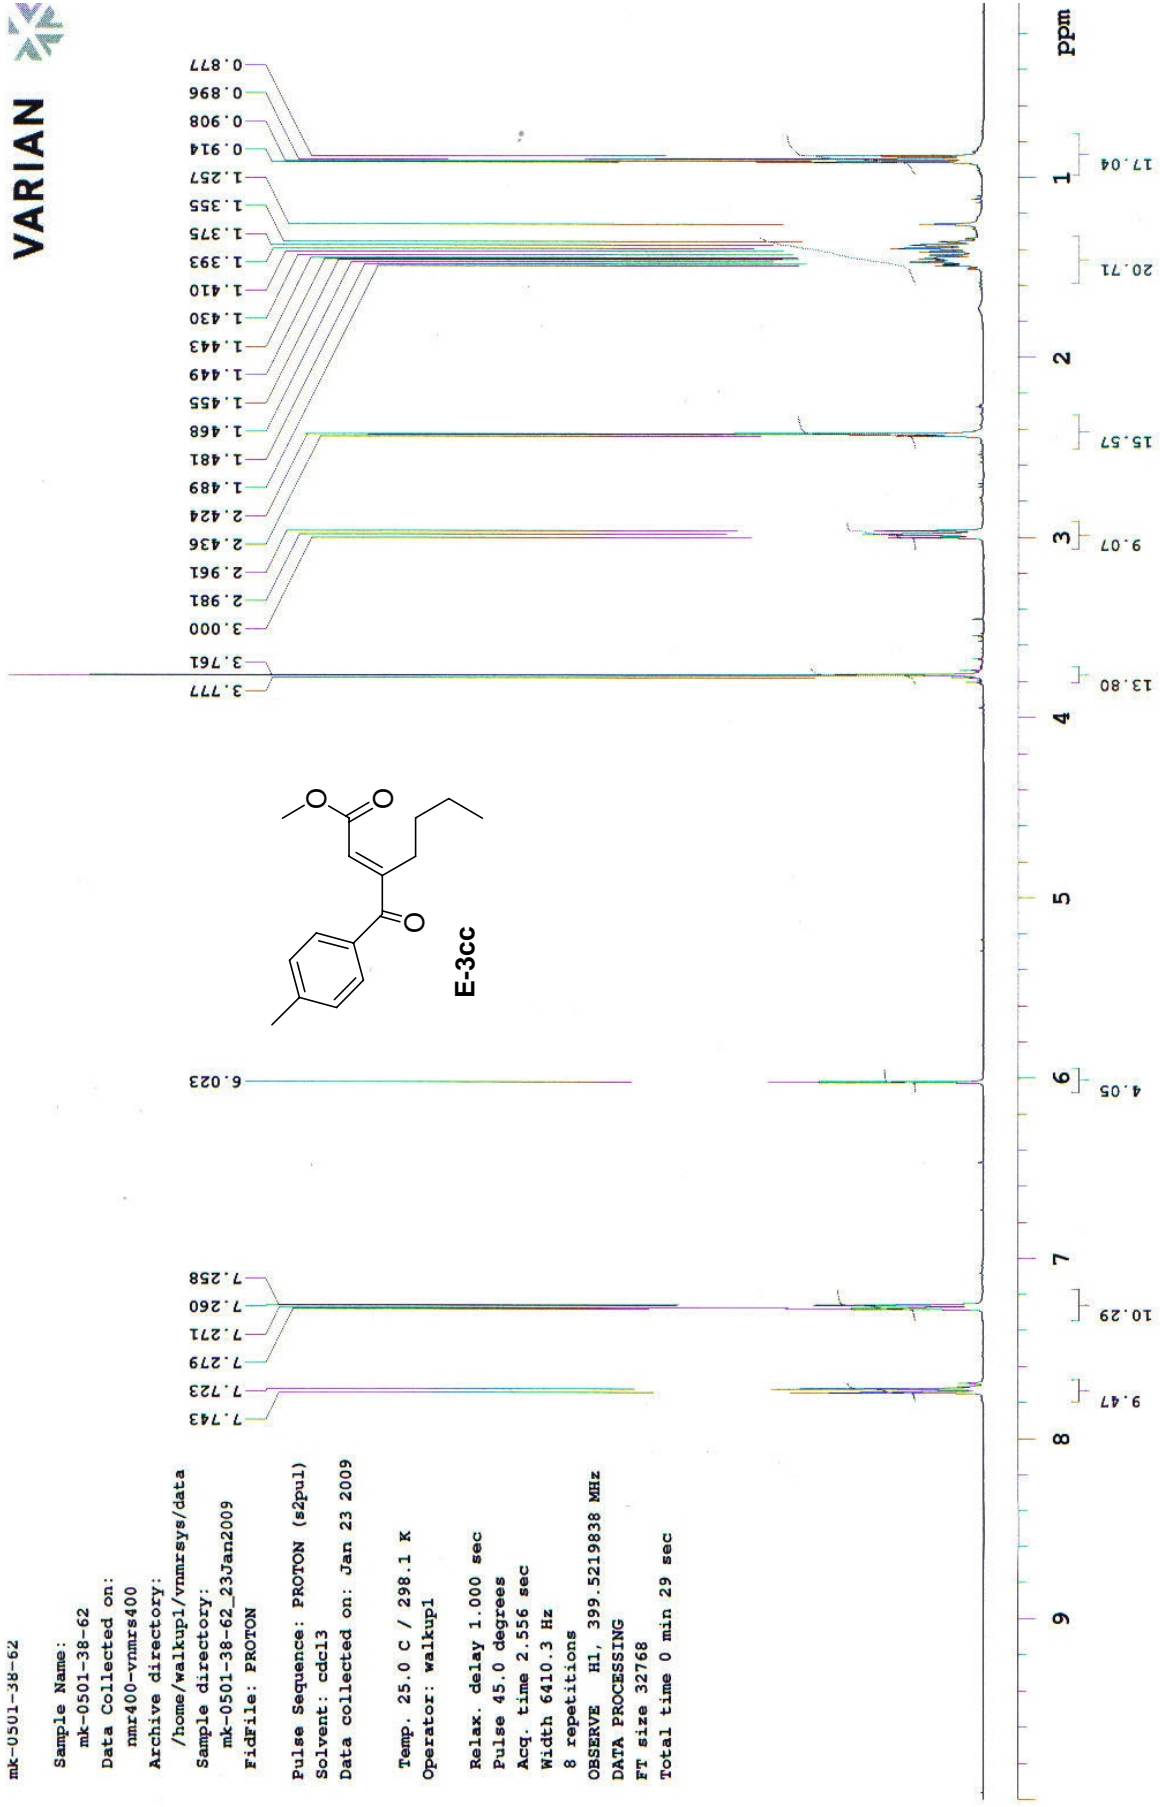 mk-0501-38-62
Sample Name:
mk-0501-38-62
Data Collected on:
nmr400-vnmrs400
Archive directory:
/home/walkup1/vnmrsys/data
Sample directory:
mk-0501-38-62_23Jan2009
FidFile: PROTON
Pulse Sequence: PROTON (s2pul)
Solvent: cdcl3
Data collected on: Jan 23 2009
Temp. 25.0 C / 298.1 K
Operator: walkup1
Relax. delay 1.000 sec
Pulse 45.0 degrees
Acq. time 2.556 sec
Width 6410.3 Hz
8 repetitions
OBSERVE H1, 399.5219838 MHz
DATA PROCESSING
FT size 32768
Total time 0 min 29 sec
VARIAN
7.743
7.723
7.279
7.271
7.260
7.258
6.023
3.777
3.761
3.000
2.981
2.961
2.436
2.424
1.489
1.481
1.468
1.455
1.449
1.443
1.430
1.410
1.393
1.375
1.355
1.257
0.914
0.908
0.896
0.877
O
O
O
E-3cc
9 8 7 6 5 4 3 2 1 ppm
9.47 10.29 4.05 13.80 9.07 15.57 20.71 17.04